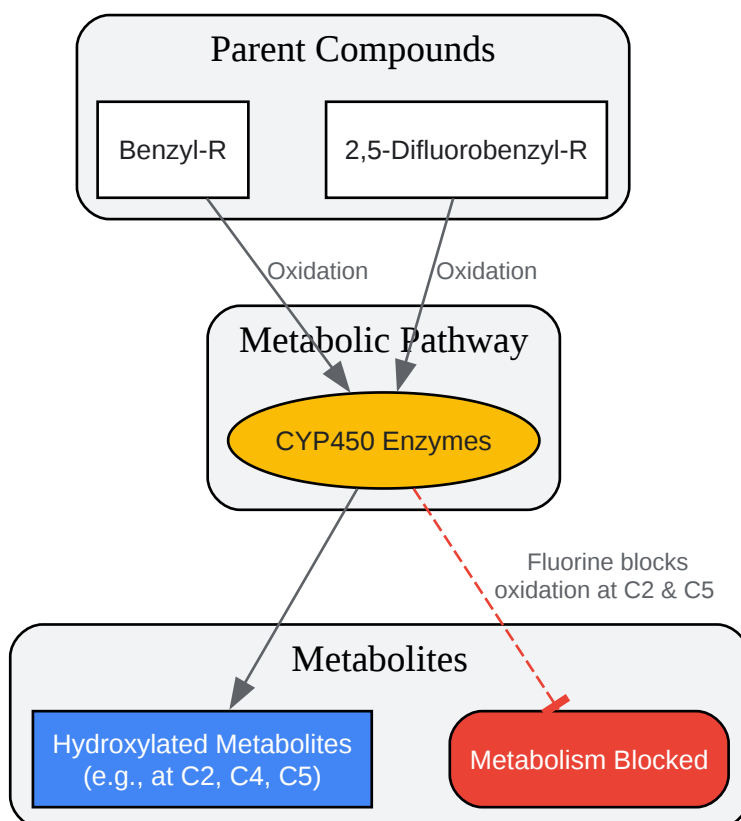 Parent Compounds
Benzyl-R
2,5-Difluorobenzyl-R
Oxidation
Oxidation
Metabolic Pathway
CYP450 Enzymes
Fluorine blocks
oxidation at C2 & C5
Metabolites
Hydroxylated Metabolites
(e.g., at C2, C4, C5)
Metabolism Blocked